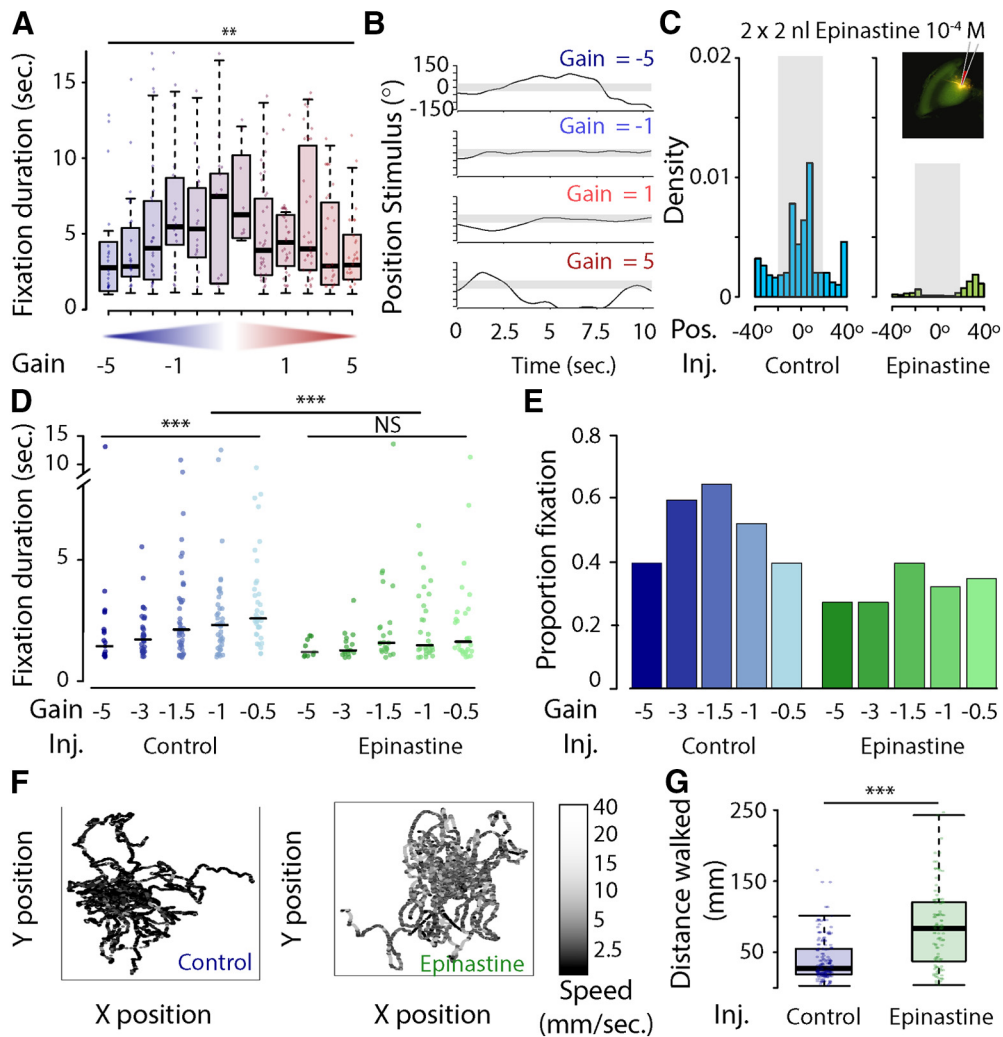 A
**
Fixation duration (sec.)
15
10
5
0
Gain
-5 -1 1 5
B
Position Stimulus (°)
150
0
-150
Gain = -5
Gain = -1
Gain = 1
Gain = 5
0 2.5 5 7.5 10
Time (sec.)
C
2 x 2 nl Epinastine 10-4 M
Density
0.02
0.01
0
Pos. -40º 0º 40º -40º 0º 40º
Inj. Control Epinastine
D
***
*** NS
Fixation duration (sec.)
15
10
5
0
Gain -5 -3 -1.5 -1 -0.5 -5 -3 -1.5 -1 -0.5
Inj. Control Epinastine
E
Proportion fixation
0.8
0.6
0.4
0.2
0
Gain -5 -3 -1.5 -1 -0.5 -5 -3 -1.5 -1 -0.5
Inj. Control Epinastine
F
Y position
Control
X position
Y position
Epinastine
X position
40
20
15
10
5
2.5
Speed
(mm/sec.)
G
***
Distance walked
(mm)
250
150
50
Inj. Control Epinastine